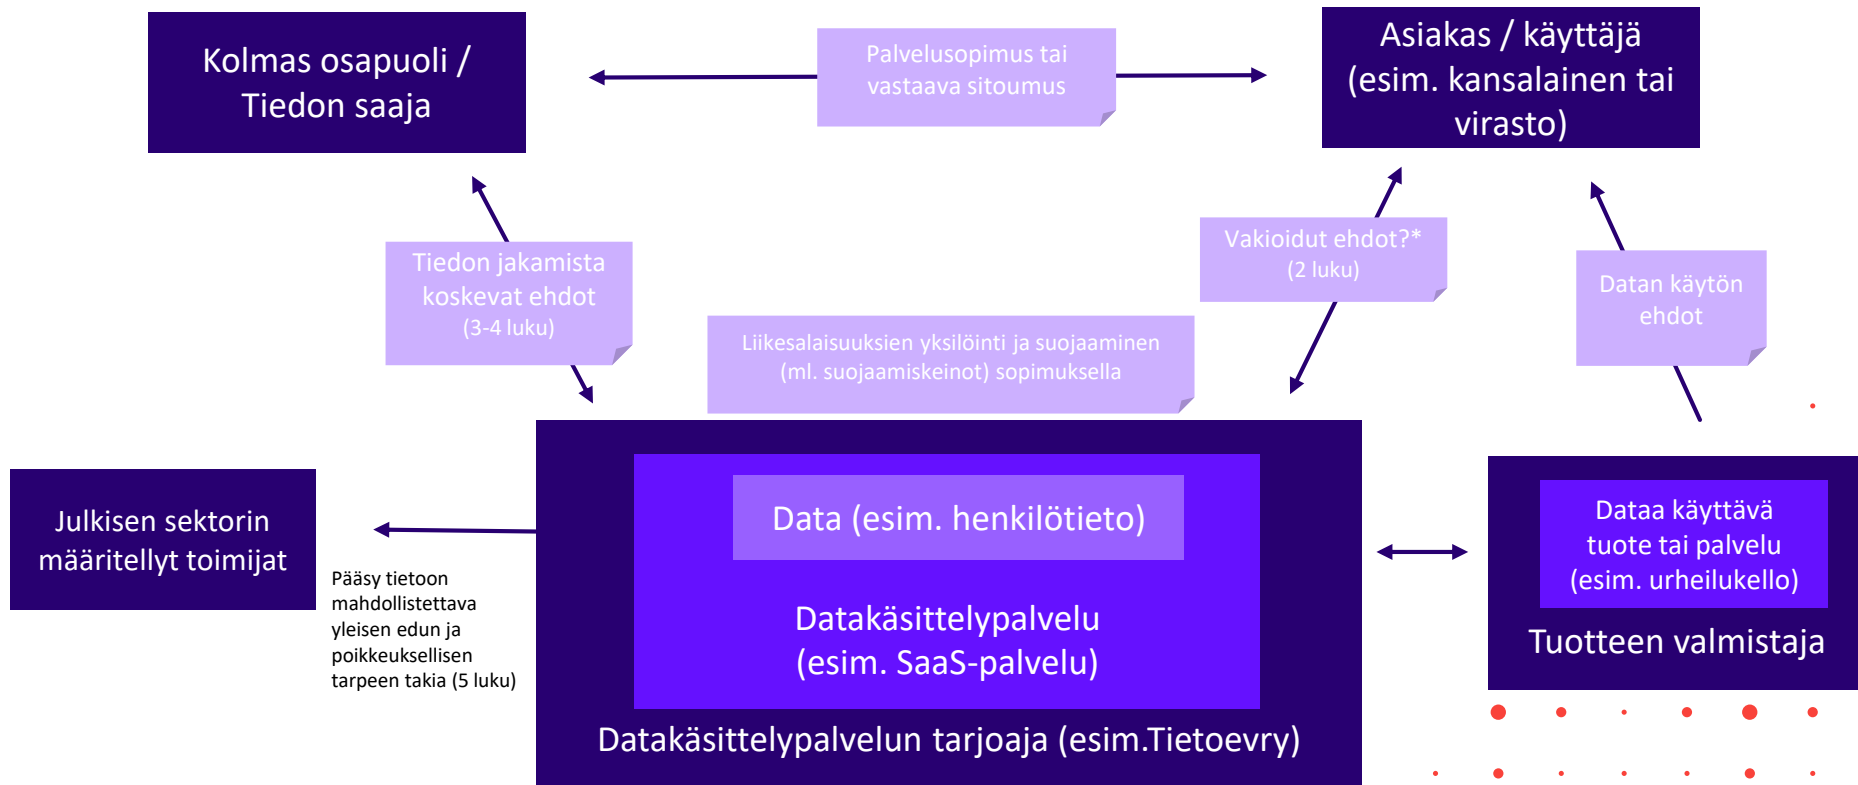 Kolmas osapuoli /
Tiedon saaja
Palvelusopimus tai
vastaava sitoumus
Asiakas / käyttäjä
(esim. kansalainen tai
virasto)
Tiedon jakamista
koskevat ehdot
(3-4 luku)
Vakioidut ehdot?*
(2 luku)
Datan käytön
ehdot
Liikesalaisuuksien yksilöinti ja suojaaminen
(ml. suojaamiskeinot) sopimuksella
Julkisen sektorin
määritellyt toimijat
Pääsy tietoon
mahdollistettava
yleisen edun ja
poikkeuksellisen
tarpeen takia (5 luku)
Data (esim. henkilötieto)
Datakäsittelypalvelu
(esim. SaaS-palvelu)
Datakäsittelypalvelun tarjoaja (esim.Tietoevry)
Dataa käyttävä
tuote tai palvelu
(esim. urheilukello)
Tuotteen valmistaja